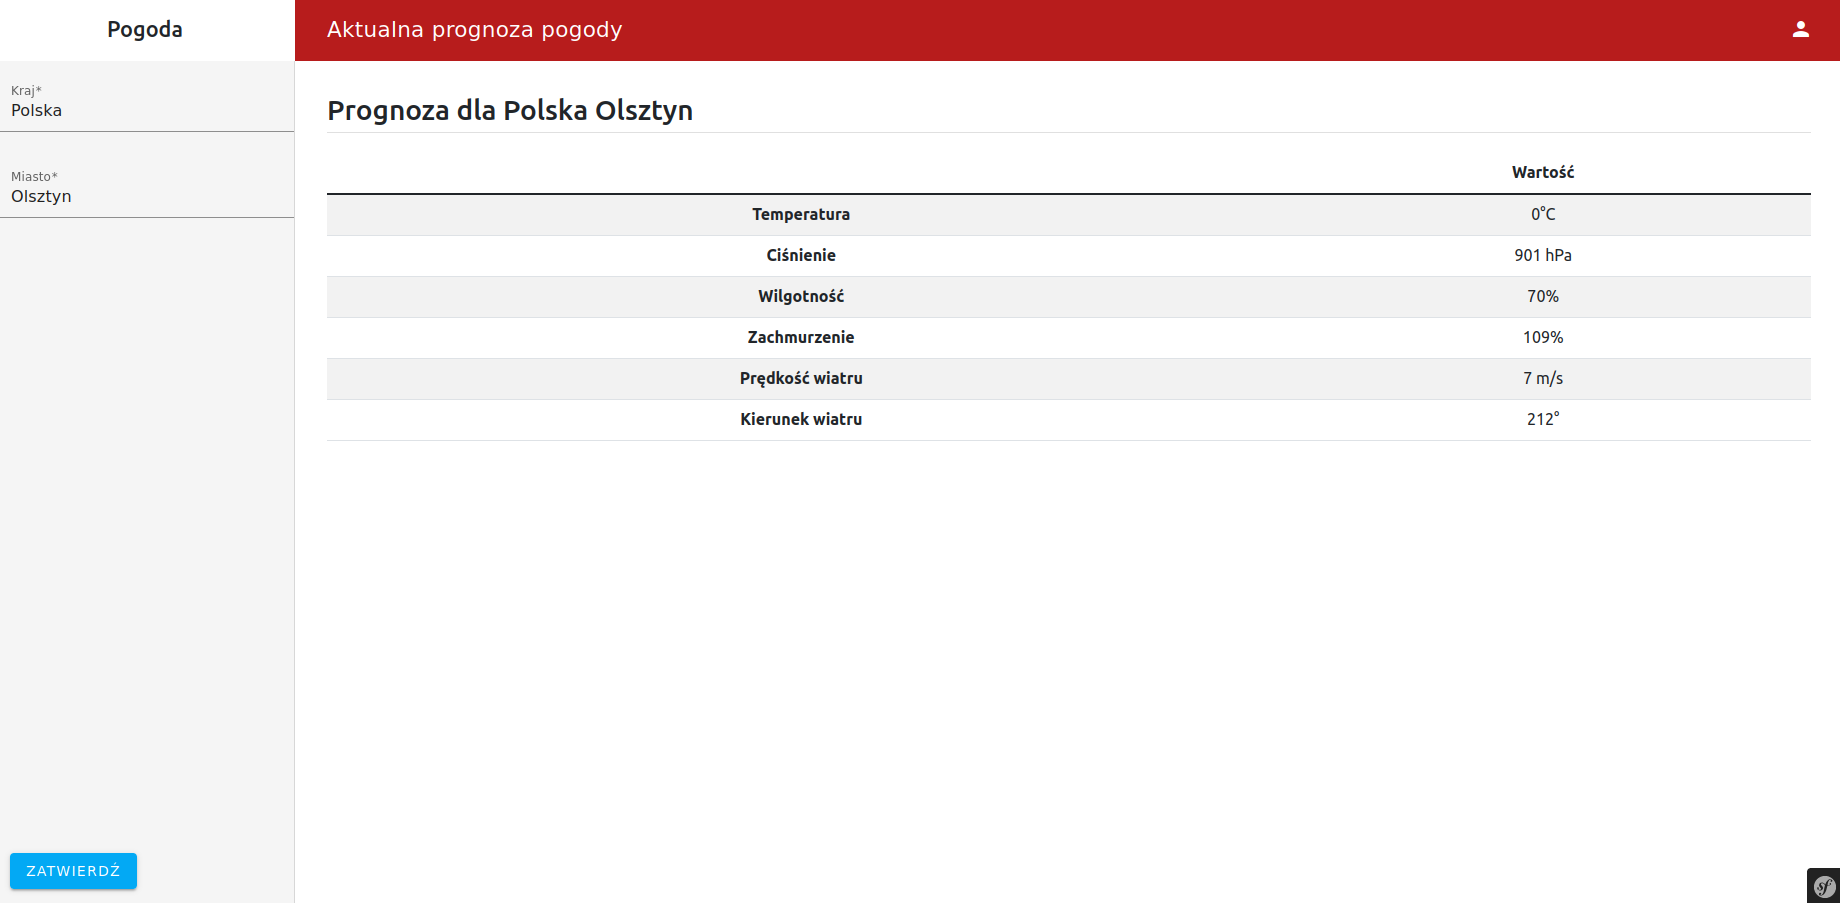 Pogoda
Aktualna prognoza pogody
Kraj*
Polska
Miasto*
Olsztyn
Prognoza dla Polska Olsztyn
Wartość
Temperatura 0°C
Ciśnienie 901 hPa
Wilgotność 70%
Zachmurzenie 109%
Prędkość wiatru 7 m/s
Kierunek wiatru 212°
ZATWIERDŹ
sf